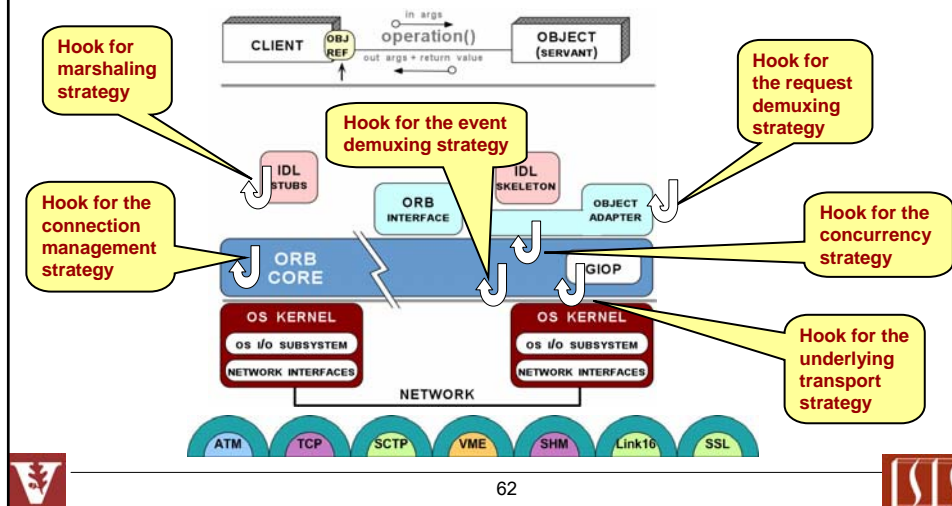 in args
CLIENT
OBJ
REF
operation()
OBJECT
(SERVANT)
out args + return value
Hook for
marshaling
strategy
Hook for
the request
demuxing
strategy
Hook for the event
demuxing strategy
IDL
STUBS
IDL
SKELETON
ORB
INTERFACE
OBJECT
ADAPTER
Hook for the
connection
management
strategy
Hook for the
concurrency
strategy
ORB
CORE
GIOP
OS KERNEL
OS I/O SUBSYSTEM
NETWORK INTERFACES
OS KERNEL
OS I/O SUBSYSTEM
NETWORK INTERFACES
Hook for the
underlying
transport
strategy
NETWORK
ATM
TCP
SCTP
VME
SHM
Link16
SSL
62